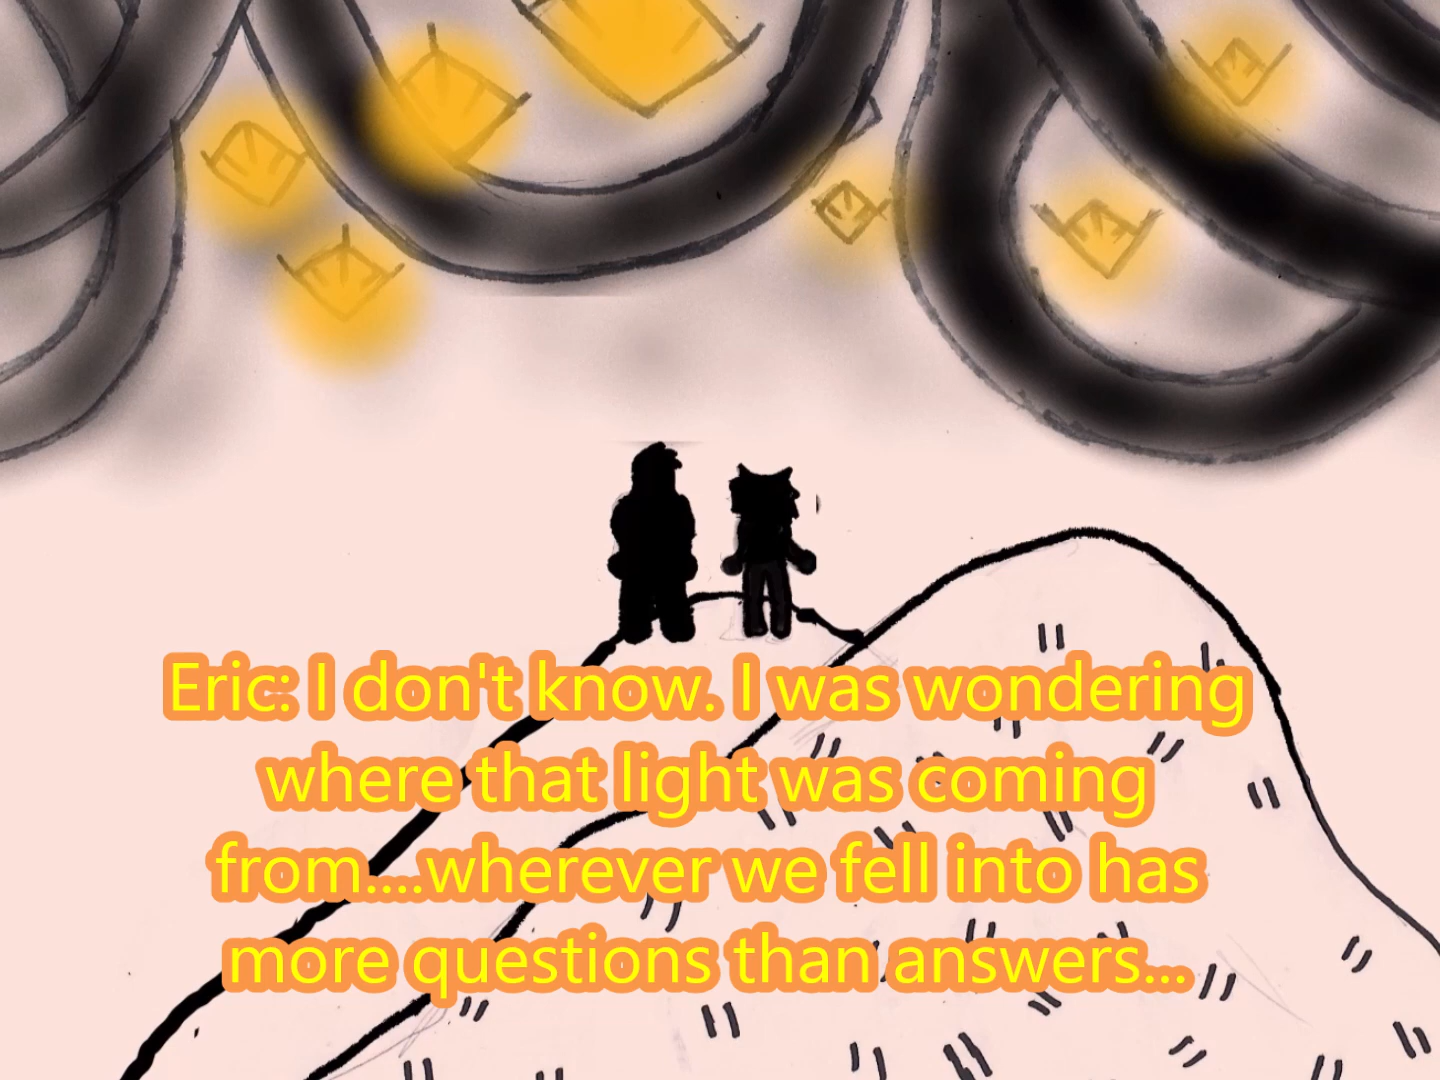 Eric: I don't know. I was wondering
where that light was coming
from....wherever we fell into has
more questions than answers...